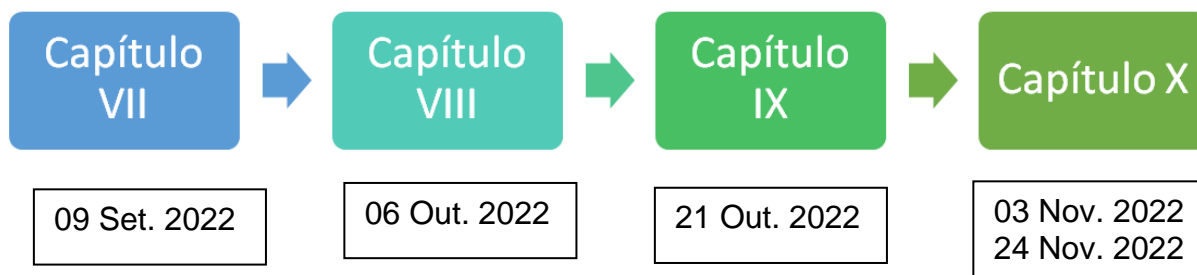 Capítulo
VII
Capítulo
VIII
Capítulo
IX
Capítulo X
09 Set. 2022
06 Out. 2022
21 Out. 2022
03 Nov. 2022
24 Nov. 2022